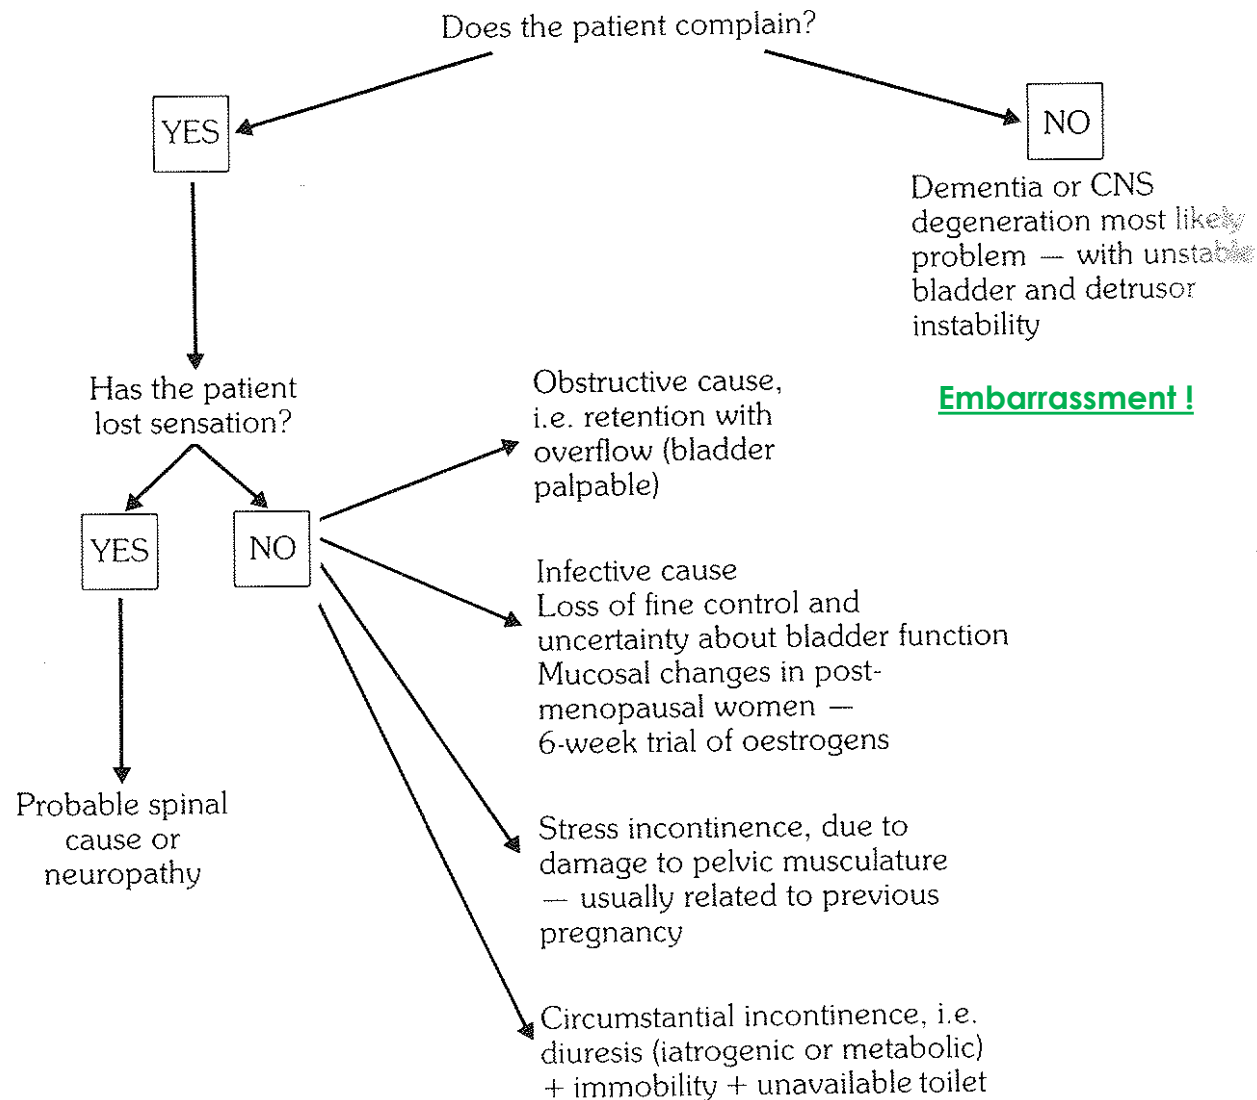 Does the patient complain?
YES
NO
Dementia or CNS
degeneration most likely
problem — with unstable
bladder and detrusor
instability
Embarrassment !
Has the patient
lost sensation?
YES
NO
Obstructive cause,
i.e. retention with
overflow (bladder
palpable)
Infective cause
Loss of fine control and
uncertainty about bladder function
Mucosal changes in post-
menopausal women —
6-week trial of oestrogens
Probable spinal
cause or
neuropathy
Stress incontinence, due to
damage to pelvic musculature
— usually related to previous
pregnancy
Circumstantial incontinence, i.e.
diuresis (iatrogenic or metabolic)
+ immobility + unavailable toilet